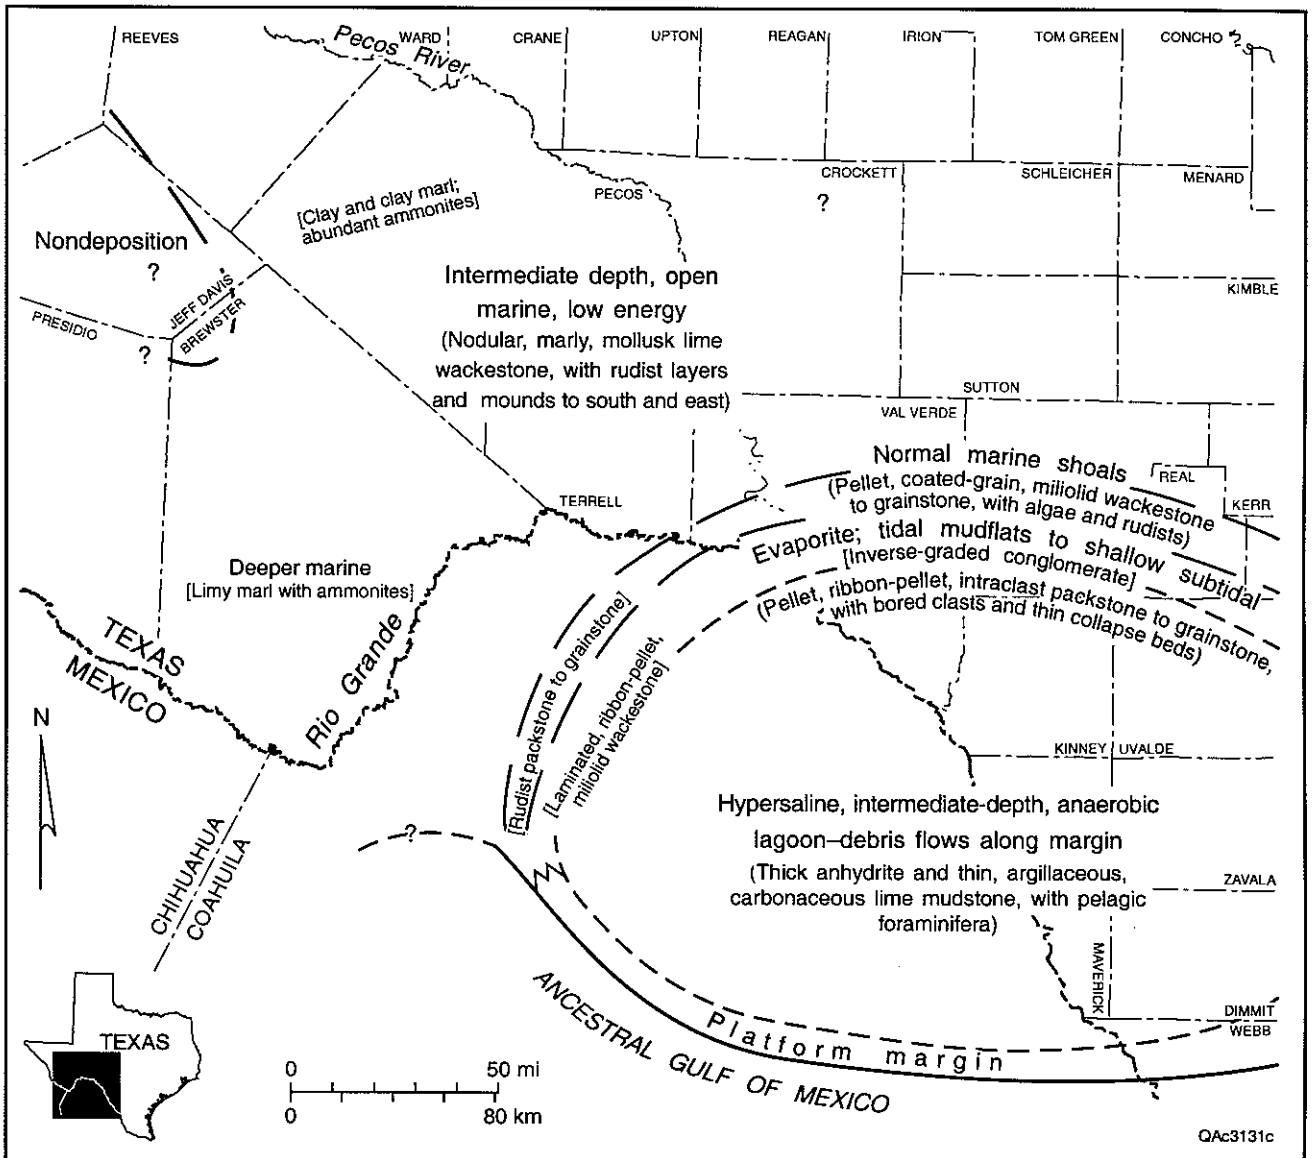 REEVES
Pecos River
WARD
CRANE
UPTON
REAGAN
IRION
TOM GREEN
CONCHO
PECOS
CROCKETT
?
SCHLEICHER
MENARD
[Clay and clay marl;
abundant ammonites]
Nondeposition
?
JEFF DAVIS
BREWSTER
PRESIDIO
?
Intermediate depth, open
marine, low energy
(Nodular, marly, mollusk lime
wackestone, with rudist layers
and mounds to south and east)
KIMBLE
SUTTON
VAL VERDE
Normal marine shoals
(Pellet, coated-grain, miliolid wackestone
to grainstone, with algae and rudists)
REAL
KERR
TERRELL
Evaporite; tidal mudflats to shallow subtidal
[Inverse-graded conglomerate]
(Pellet, ribbon-pellet, intraclast packstone to grainstone,
with bored clasts and thin collapse beds)
Deeper marine
[Limy marl with ammonites]
TEXAS
MEXICO
Rio Grande
[Rudist packstone to grainstone]
[Laminated, ribbon-pellet,
miliolid wackestone]
N
KINNEY
UVALDE
Hypersaline, intermediate-depth, anaerobic
lagoon–debris flows along margin
(Thick anhydrite and thin, argillaceous,
carbonaceous lime mudstone, with pelagic
foraminifera)
?
CHIHUAHUA
COAHUILA
ZAVALA
MAVERICK
DIMMIT
WEBB
Platform margin
ANCESTRAL GULF OF MEXICO
TEXAS
0 50 mi
0 80 km
QAc3131c